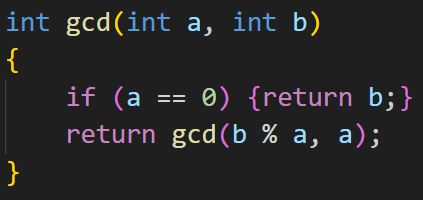 int gcd(int a, int b)
{
    if (a == 0) {return b;}
    return gcd(b % a, a);
}